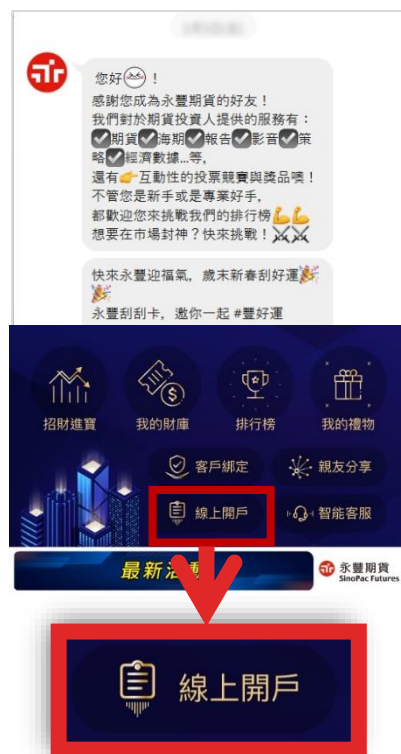 您好！
感謝您成為永豐期貨的好友！
我們對於期貨投資人提供的服務有：
✅期貨✅海期✅報告✅影音✅策
略✅經濟數據...等,
還有👉互動性的投票競賽與獎品噢！
不管您是新手或是專業好手,
都歡迎您來挑戰我們的排行榜💪💪
想要在市場封神？快來挑戰！⚔⚔
快來永豐迎福氣，歲末新春刮好運🎉
🎉
永豐刮刮卡，邀你一起 #豐好運
招財進寶
我的財庫
排行榜
我的禮物
客戶綁定
親友分享
線上開戶
智能客服
最新活動
永豐期貨
SinoPac Futures
線上開戶